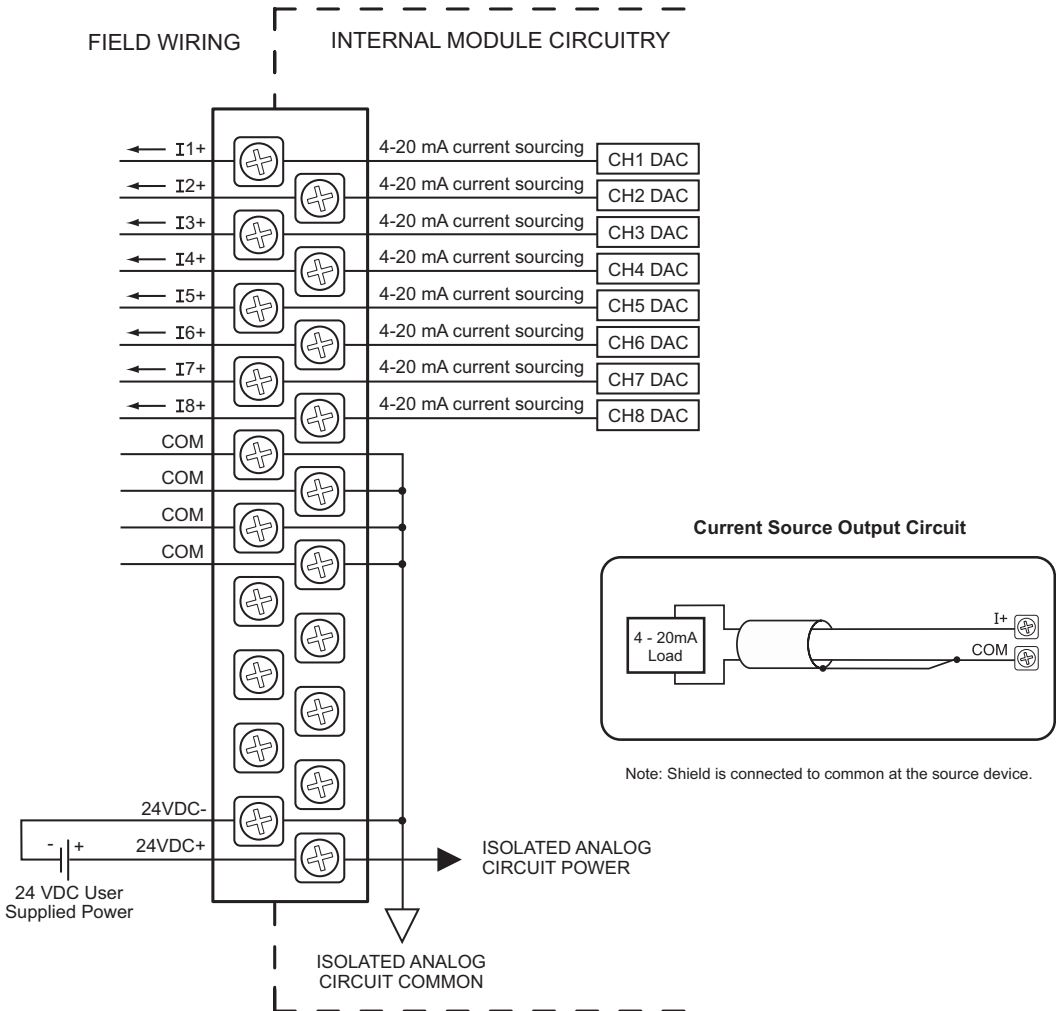 FIELD WIRING
INTERNAL MODULE CIRCUITRY
I1+
4-20 mA current sourcing
CH1 DAC
I2+
4-20 mA current sourcing
CH2 DAC
I3+
4-20 mA current sourcing
CH3 DAC
I4+
4-20 mA current sourcing
CH4 DAC
I5+
4-20 mA current sourcing
CH5 DAC
I6+
4-20 mA current sourcing
CH6 DAC
I7+
4-20 mA current sourcing
CH7 DAC
I8+
4-20 mA current sourcing
CH8 DAC
COM
COM
COM
COM
Current Source Output Circuit
4 - 20mA
Load
I+
COM
Note: Shield is connected to common at the source device.
24VDC-
24VDC+
- +
24 VDC User
Supplied Power
ISOLATED ANALOG
CIRCUIT POWER
ISOLATED ANALOG
CIRCUIT COMMON